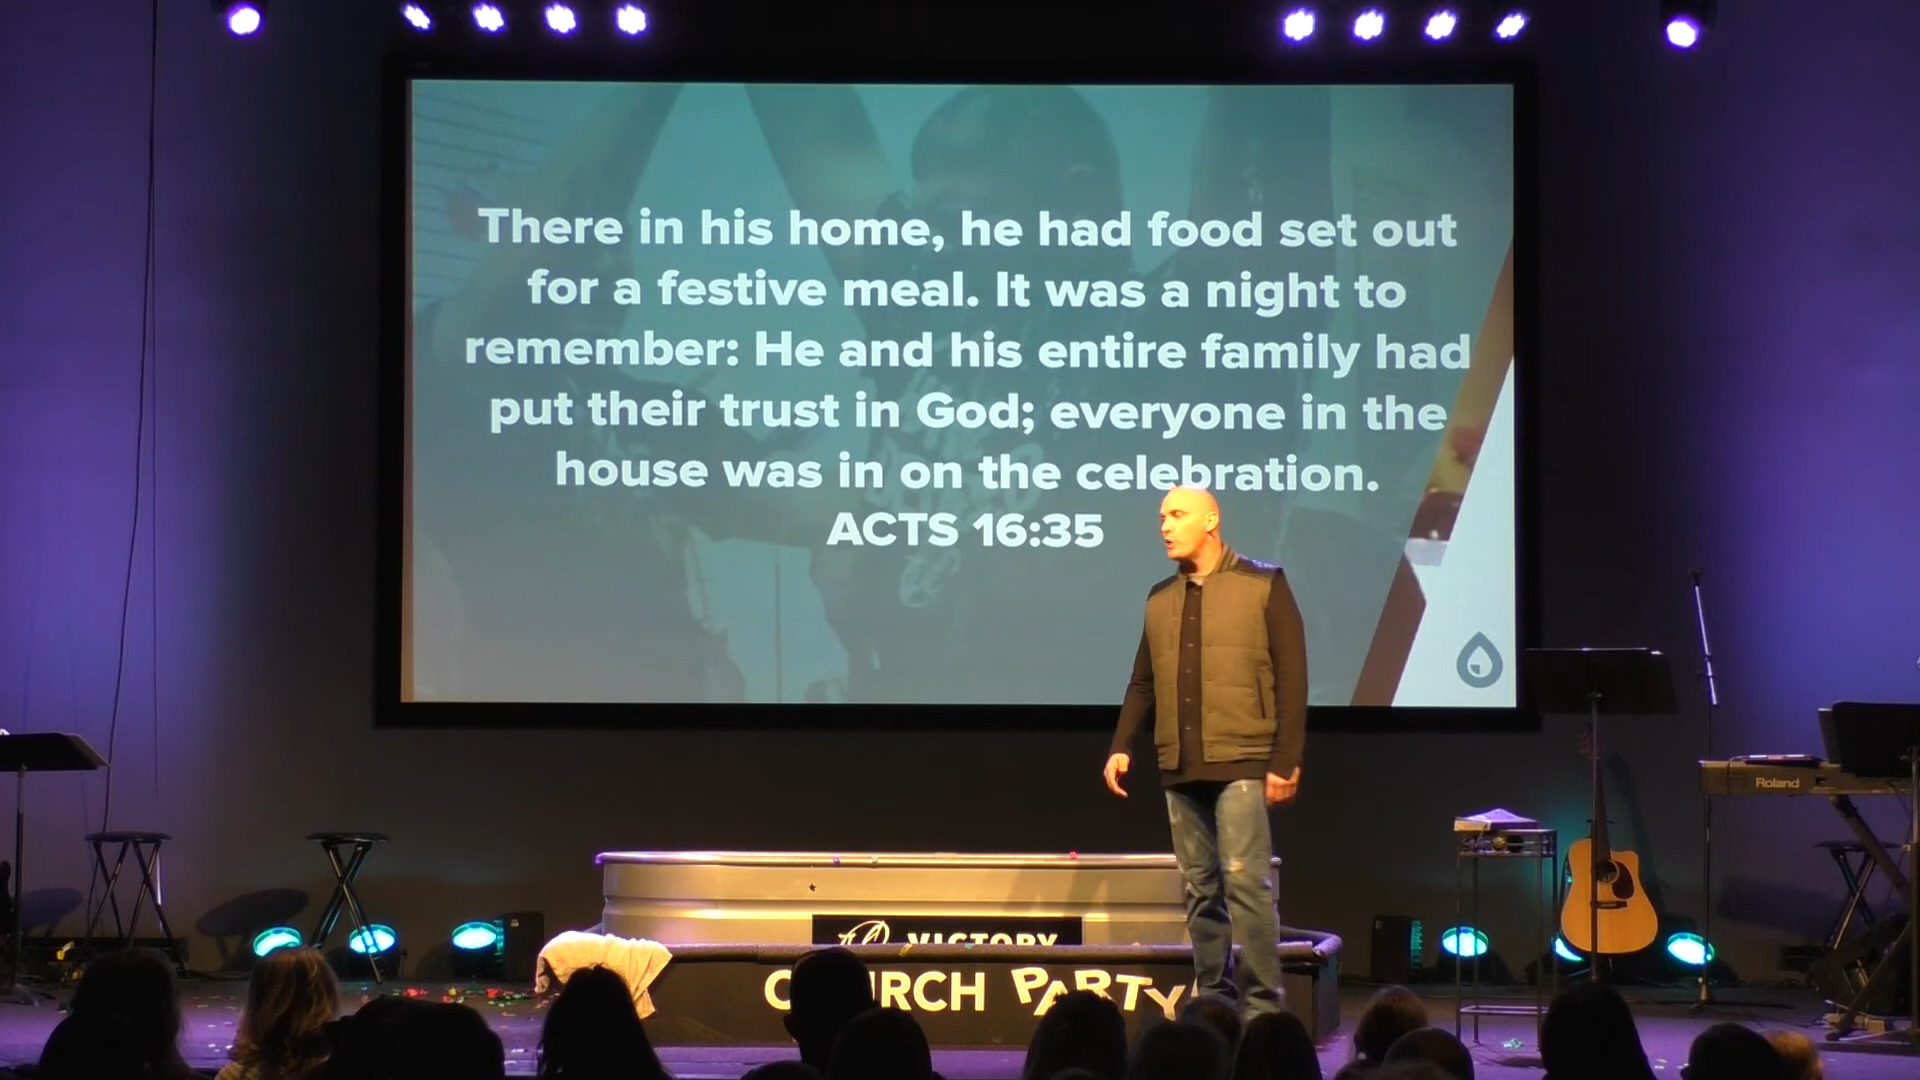 There in his home, he had food set out
for a festive meal. It was a night to
remember: He and his entire family had
put their trust in God; everyone in the
house was in on the celebration.
ACTS 16:35
Roland
VICTORY
PARTY